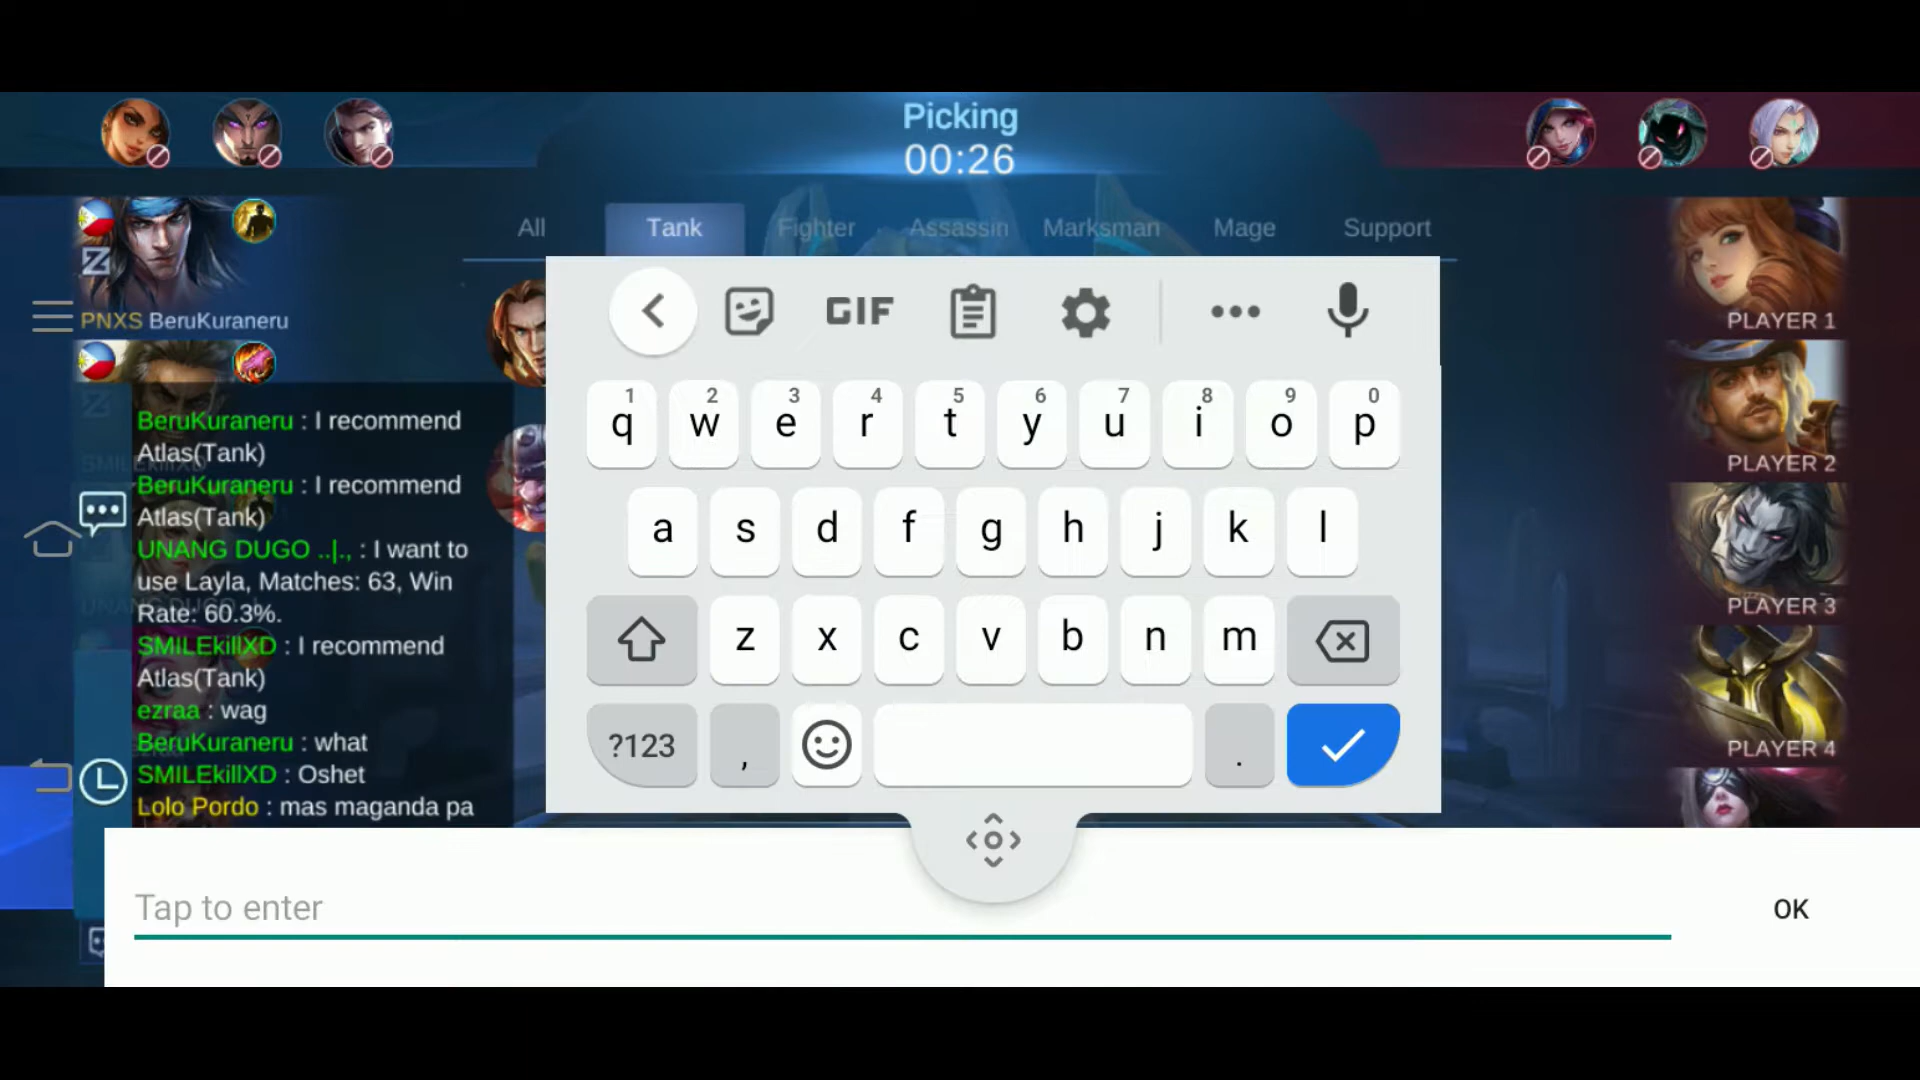 Picking
00:26
All Tank Fighter Assassin Marksman Mage Support
PNXS BeruKuraneru
PLAYER 1
PLAYER 2
PLAYER 3
PLAYER 4
BeruKuraneru : I recommend
Atlas(Tank)
BeruKuraneru : I recommend
Atlas(Tank)
UNANG DUGO ..|., : I want to
use Layla, Matches: 63, Win
Rate: 60.3%.
SMILEkillXD : I recommend
Atlas(Tank)
ezraa : wag
BeruKuraneru : what
SMILEkillXD : Oshet
Lolo Pordo : mas maganda pa
SMILEkillXD
GIF
1 2 3 4 5 6 7 8 9 0
q w e r t y u i o p
a s d f g h j k l
z x c v b n m
?123 , .
Tap to enter
OK